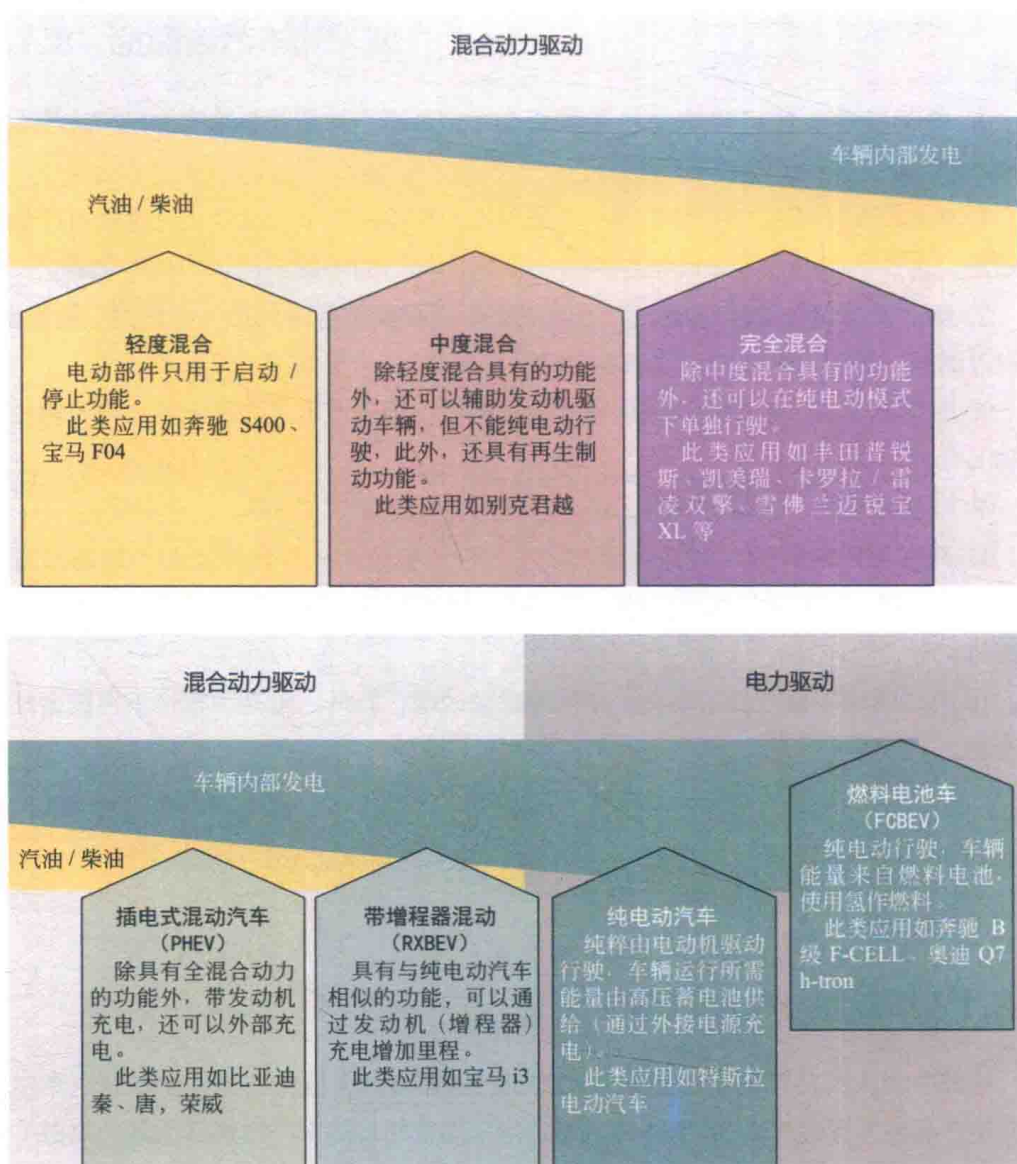 混合动力驱动
车辆内部发电
汽油 / 柴油
轻度混合
电动部件只用于启动 /
停止功能。
此类应用如奔驰 S400、
宝马 F04
中度混合
除轻度混合具有的功能
外，还可以辅助发动机驱
动车辆，但不能纯电动行
驶，此外，还具有再生制
动功能。
此类应用如别克君越
完全混合
除中度混合具有的功能
外，还可以在纯电动模式
下单独行驶。
此类应用如丰田普锐
斯、凯美瑞、卡罗拉 / 雷
凌双擎、雪佛兰迈锐宝
XL 等
混合动力驱动
电力驱动
车辆内部发电
汽油 / 柴油
插电式混动汽车
（PHEV）
除具有全混合动力
的功能外，带发动机
充电，还可以外部充
电。
此类应用如比亚迪
秦、唐，荣威
带增程器混动
（RXBEV）
具有与纯电动汽车
相似的功能，可以通
过发动机（增程器）
充电增加里程。
此类应用如宝马 i3
纯电动汽车
纯粹由电动机驱动
行驶，车辆运行所需
能量由高压蓄电池供
给（通过外接电源充
电）。
此类应用如特斯拉
电动汽车
燃料电池车
（FCBEV）
纯电动行驶，车辆
能量来自燃料电池，
使用氢作燃料。
此类应用如奔驰 B
级 F-CELL、奥迪 Q7
h-tron